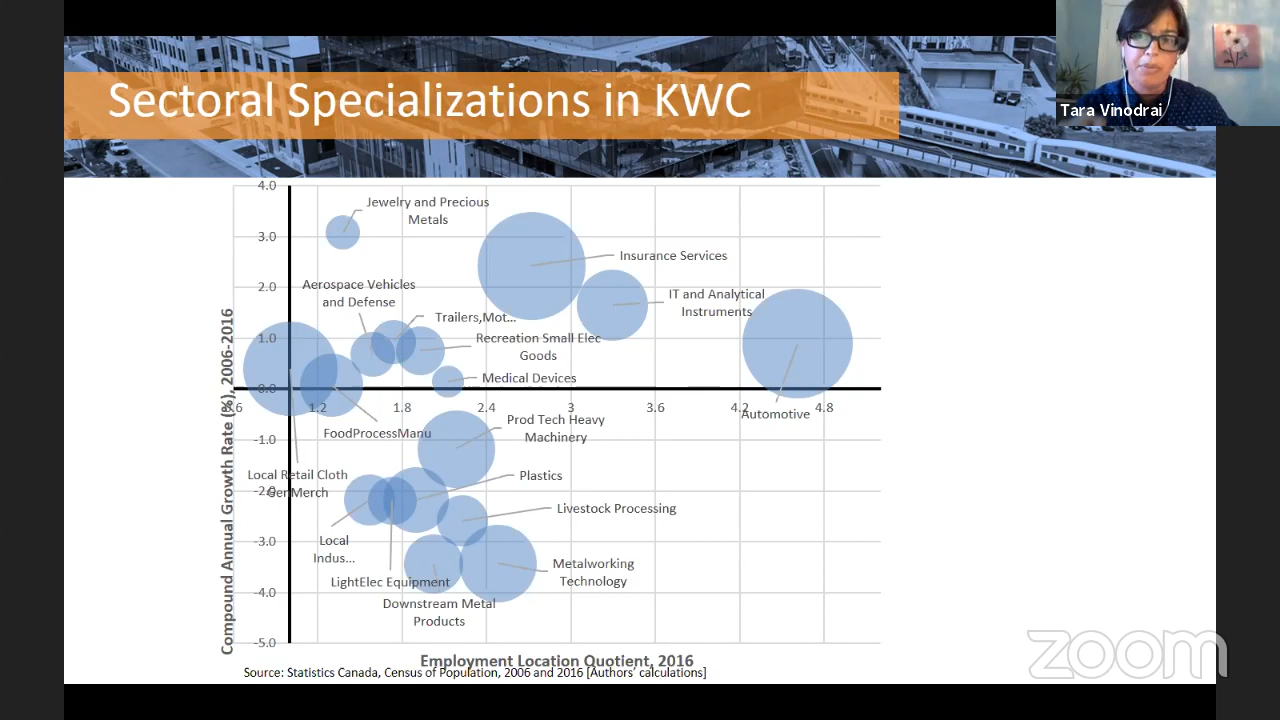 Sectoral Specializations in KWC
Tara Vinodrai
4.0
Jewelry and Precious
Metals
3.0
Insurance Services
Aerospace Vehicles
and Defense
2.0
IT and Analytical
Instruments
Trailers,Mot...
1.0
Recreation Small Elec
Goods
Medical Devices
0.0
1.2
1.8
2.4
3
3.6
4.2
4.8
Automotive
FoodProcessManu
Prod Tech Heavy
Machinery
-1.0
Local Retail Cloth
GenMerch
Plastics
-2.0
Livestock Processing
Local
Indus...
-3.0
LightElec Equipment
Metalworking
Technology
-4.0
Downstream Metal
Products
-5.0
Compound Annual Growth Rate (%), 2006-2016
Employment Location Quotient, 2016
Source: Statistics Canada, Census of Population, 2006 and 2016 [Authors' calculations]
zoom